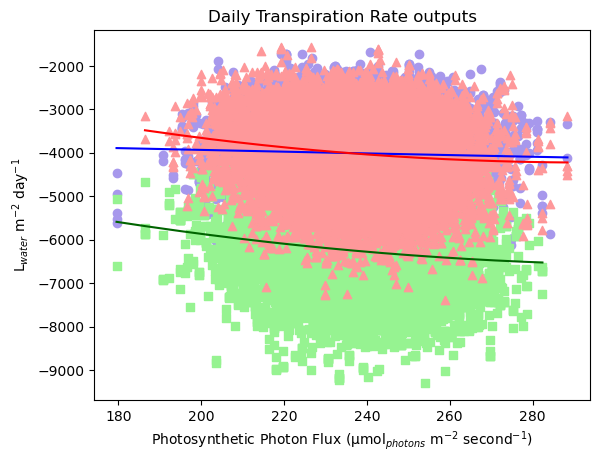 Daily Transpiration Rate outputs
L_water m⁻² day⁻¹
−2000
−3000
−4000
−5000
−6000
−7000
−8000
−9000
180 200 220 240 260 280
Photosynthetic Photon Flux (μmol_photons m⁻² second⁻¹)